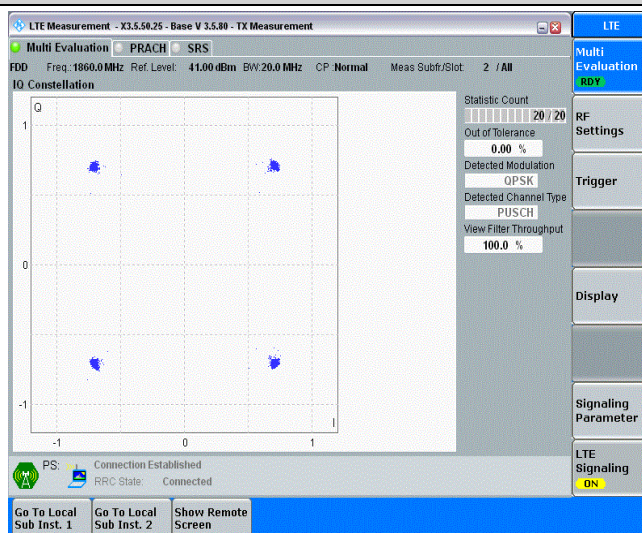 LTE Measurement - X3.5.50.25 - Base V 3.5.80 - TX Measurement
LTE
Multi Evaluation PRACH SRS
Multi
Evaluation
RDY
FDD Freq.:1860.0 MHz Ref. Level: 41.00 dBm BW:20.0 MHz CP :Normal Meas Subfr./Slot: 2 / All
IQ Constellation
Q
1
0
-1
I
-1 0 1
Statistic Count
20 / 20
Out of Tolerance
0.00 %
Detected Modulation
QPSK
Detected Channel Type
PUSCH
View Filter Throughput
100.0 %
RF
Settings
Trigger
Display
Signaling
Parameter
LTE
Signaling
ON
PS: Connection Established
RRC State: Connected
Go To Local
Sub Inst. 1
Go To Local
Sub Inst. 2
Show Remote
Screen